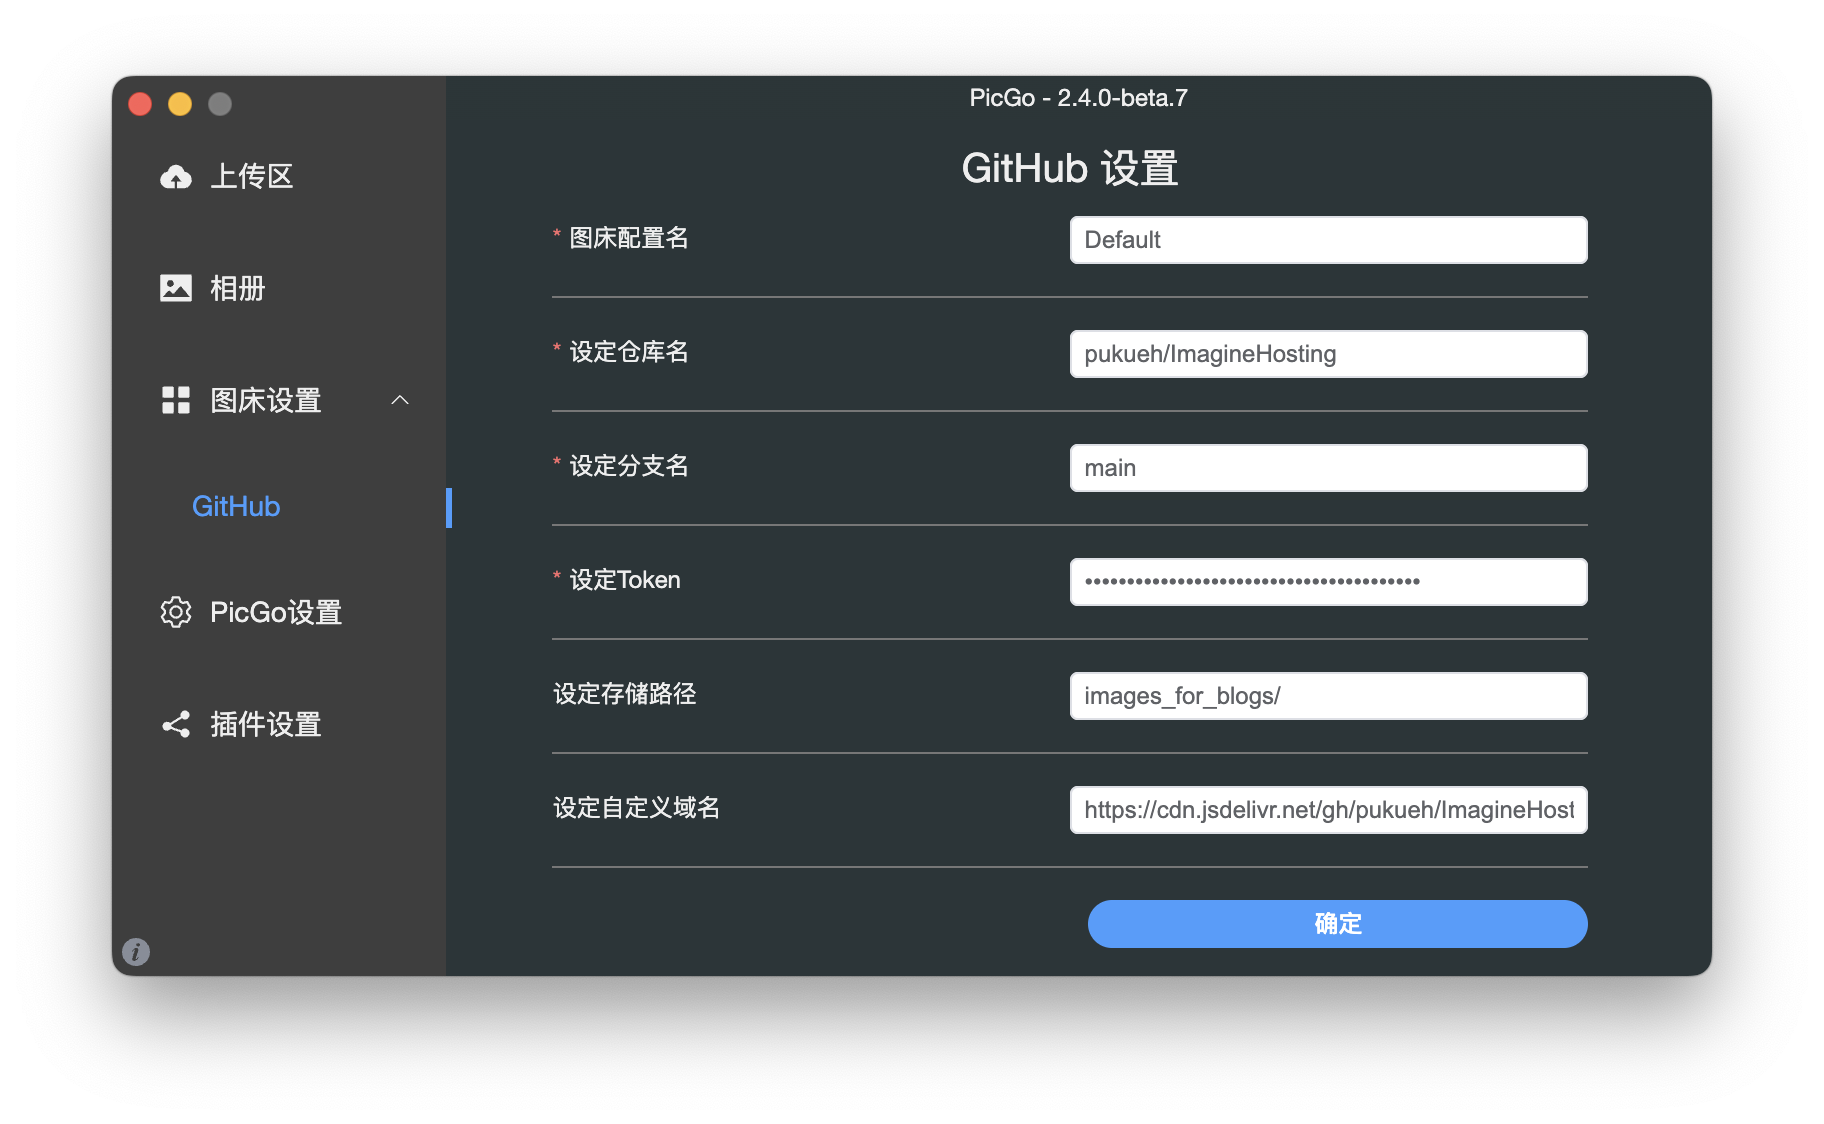 PicGo - 2.4.0-beta.7
上传区
相册
图床设置
GitHub
PicGo设置
插件设置
GitHub 设置
* 图床配置名
Default
* 设定仓库名
pukueh/ImagineHosting
* 设定分支名
main
* 设定Token
••••••••••••••••••••••••••••••••••••••••
设定存储路径
images_for_blogs/
设定自定义域名
https://cdn.jsdelivr.net/gh/pukueh/ImagineHost
确定